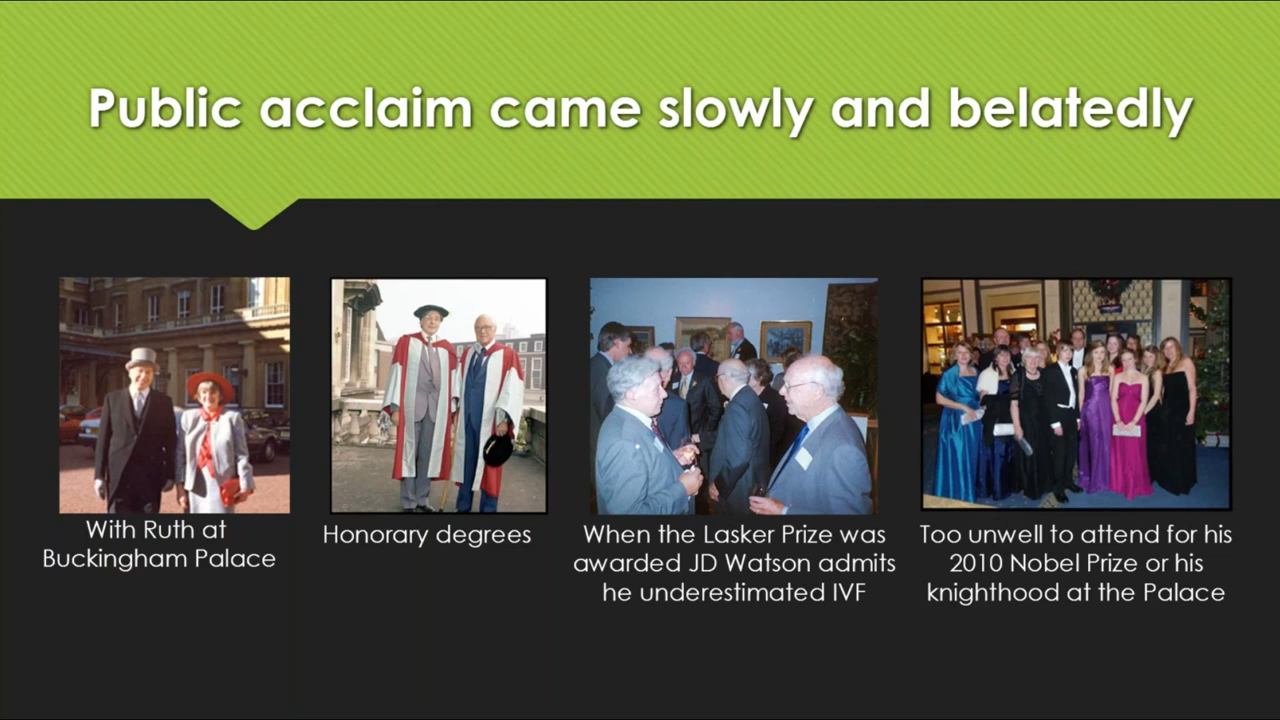 Public acclaim came slowly and belatedly
With Ruth at
Buckingham Palace
Honorary degrees
When the Lasker Prize was
awarded JD Watson admits
he underestimated IVF
Too unwell to attend for his
2010 Nobel Prize or his
knighthood at the Palace